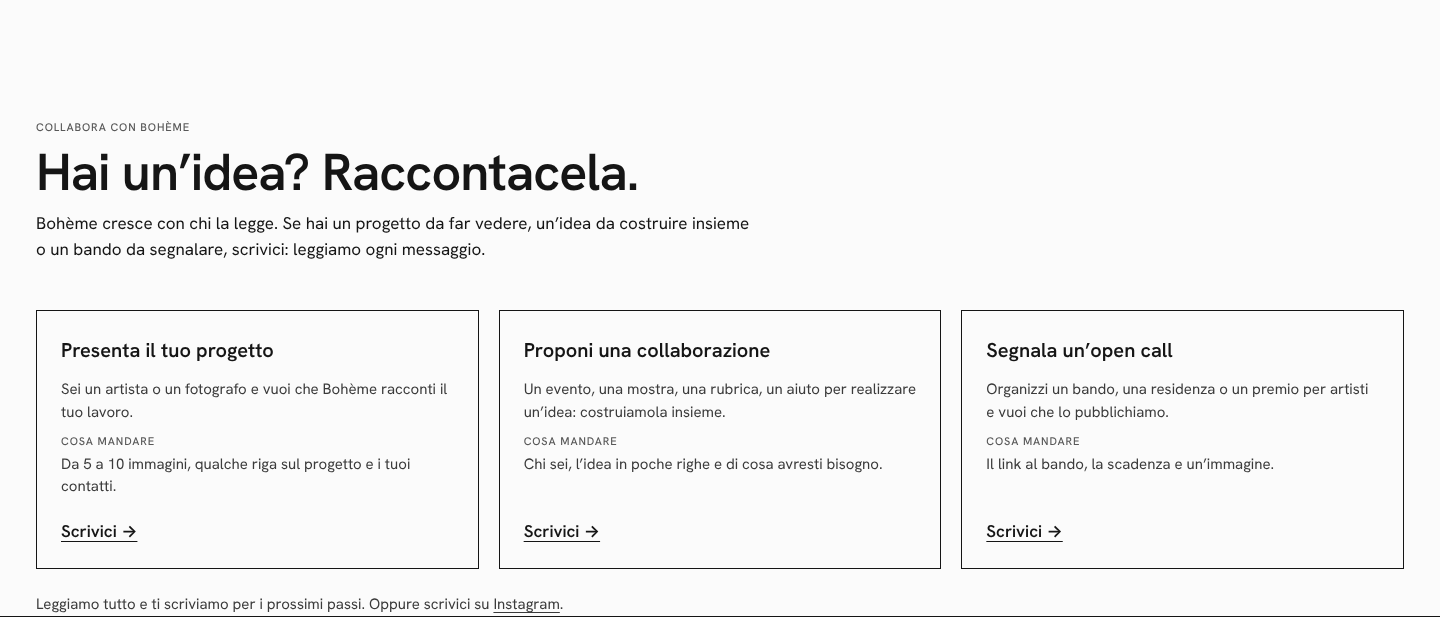 COLLABORA CON BOHÈME
Hai un’idea? Raccontacela.
Bohème cresce con chi la legge. Se hai un progetto da far vedere, un’idea da costruire insieme
o un bando da segnalare, scrivici: leggiamo ogni messaggio.
Presenta il tuo progetto
Sei un artista o un fotografo e vuoi che Bohème racconti il
tuo lavoro.
COSA MANDARE
Da 5 a 10 immagini, qualche riga sul progetto e i tuoi
contatti.
Scrivici →
Proponi una collaborazione
Un evento, una mostra, una rubrica, un aiuto per realizzare
un’idea: costruiamola insieme.
COSA MANDARE
Chi sei, l’idea in poche righe e di cosa avresti bisogno.
Scrivici →
Segnala un’open call
Organizzi un bando, una residenza o un premio per artisti
e vuoi che lo pubblichiamo.
COSA MANDARE
Il link al bando, la scadenza e un’immagine.
Scrivici →
Leggiamo tutto e ti scriviamo per i prossimi passi. Oppure scrivici su Instagram.